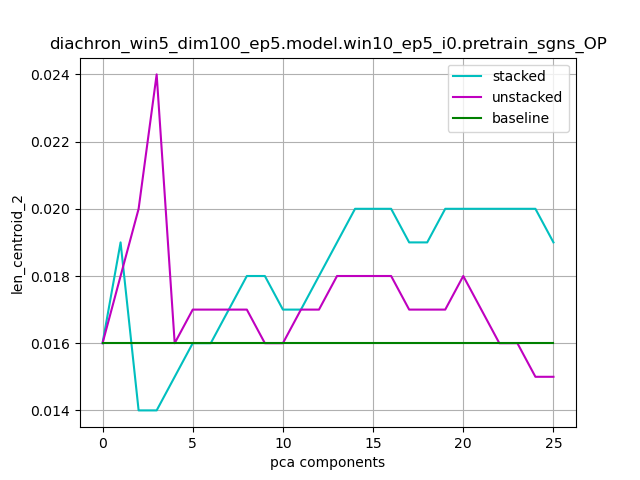 diachron_win5_dim100_ep5.model.win10_ep5_i0.pretrain_sgns_OP
stacked
unstacked
baseline
len_centroid_2
0.024
0.022
0.020
0.018
0.016
0.014
0 5 10 15 20 25
pca components